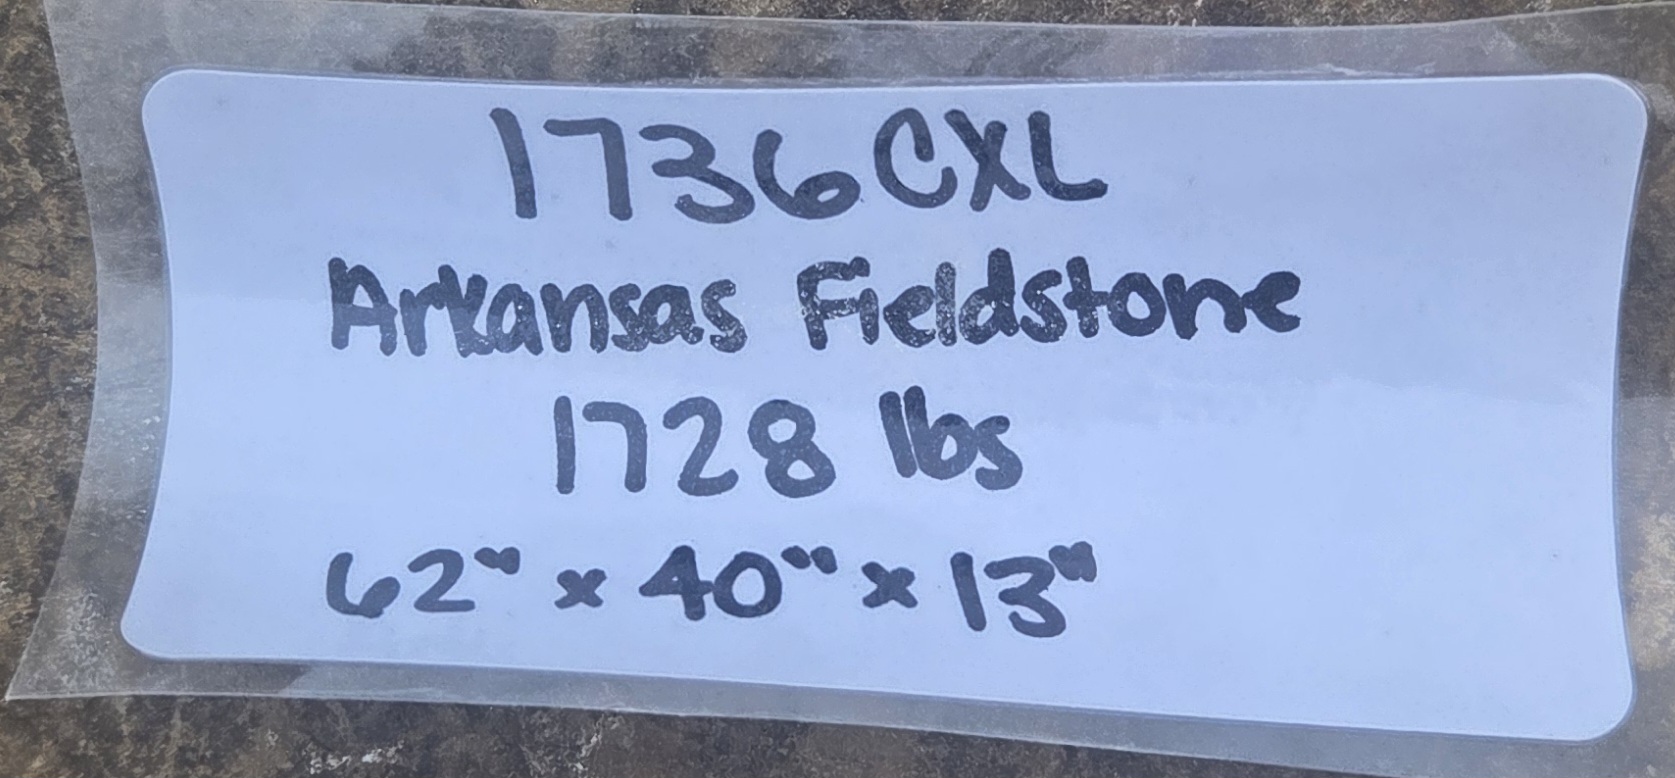 1736CXL
Arkansas Fieldstone
1728 lbs
62" x 40" x 13"